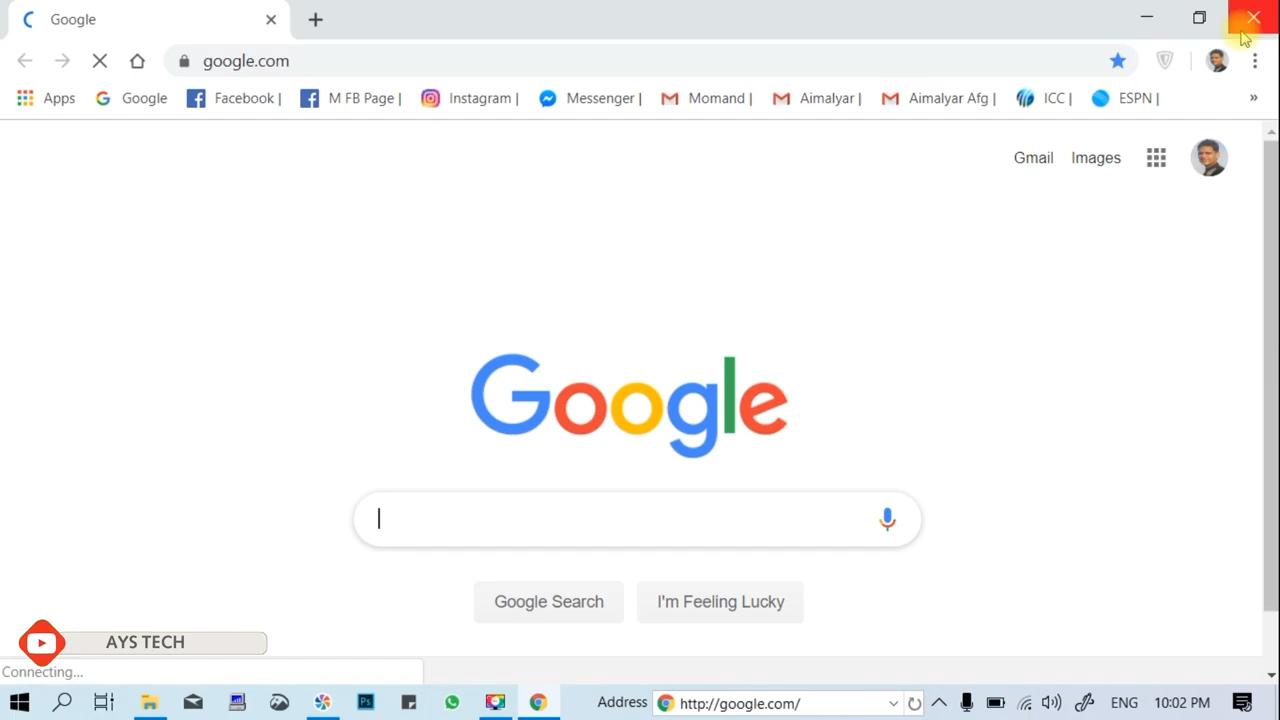 Google
google.com
Apps Google Facebook | M FB Page | Instagram | Messenger | Momand | Aimalyar | Aimalyar Afg | ICC | ESPN | »
Gmail Images
Google
Google Search I'm Feeling Lucky
AYS TECH
Connecting...
Ps Address http://google.com/ ENG 10:02 PM